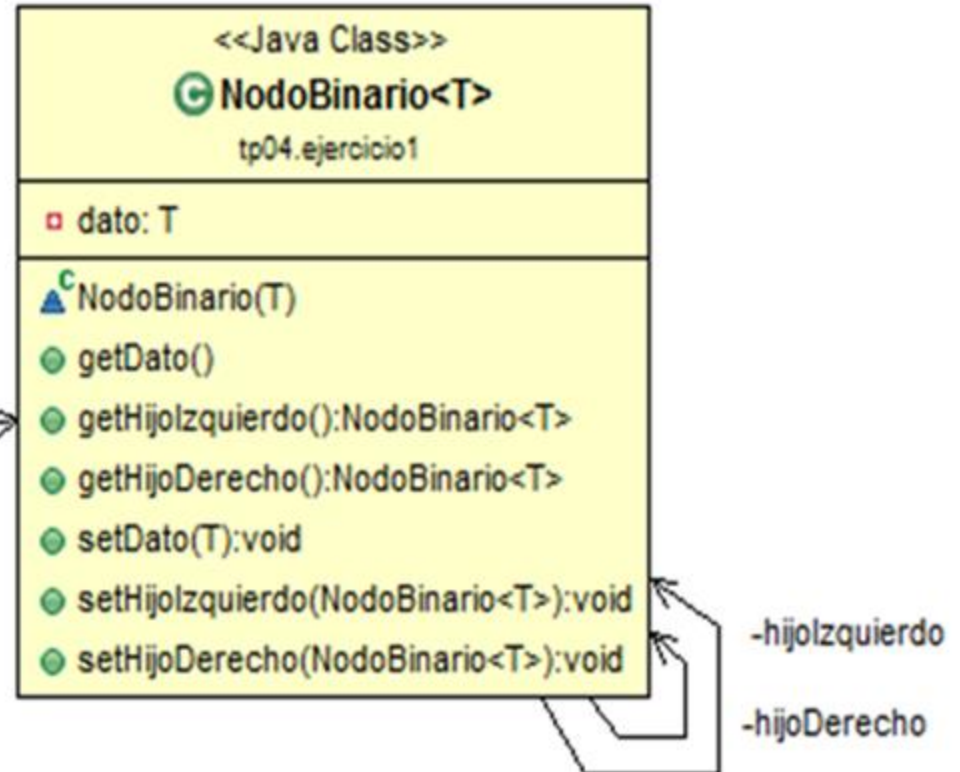 <<Java Class>>
NodoBinario<T>
tp04.ejercicio1
dato: T
NodoBinario(T)
getDato()
getHijoIzquierdo():NodoBinario<T>
getHijoDerecho():NodoBinario<T>
setDato(T):void
setHijoIzquierdo(NodoBinario<T>):void
setHijoDerecho(NodoBinario<T>):void
-hijoIzquierdo
-hijoDerecho